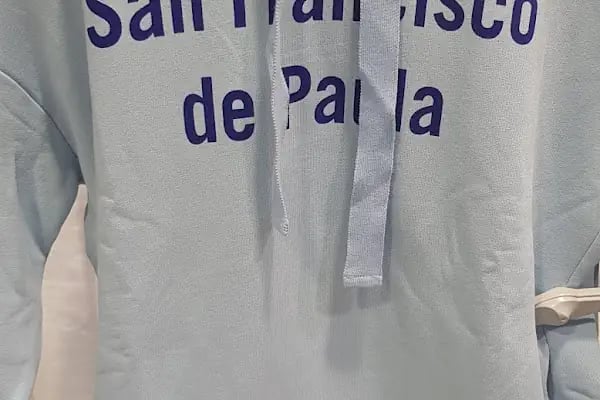 San Francisco
de Paula